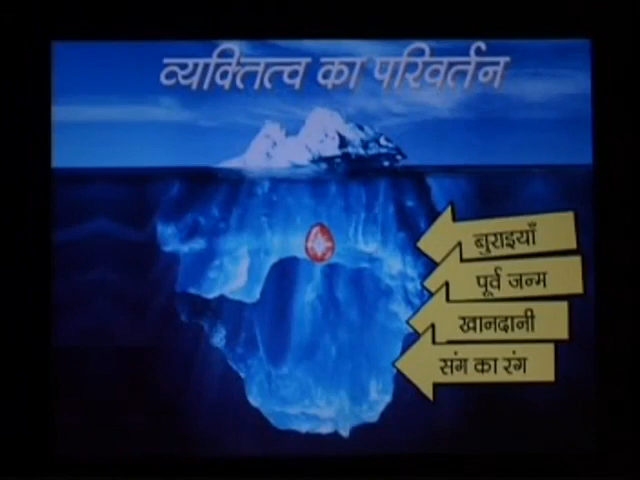 व्यक्तित्व का परिवर्तन
बुराइयाँ
पूर्व जन्म
खानदानी
संग का रंग